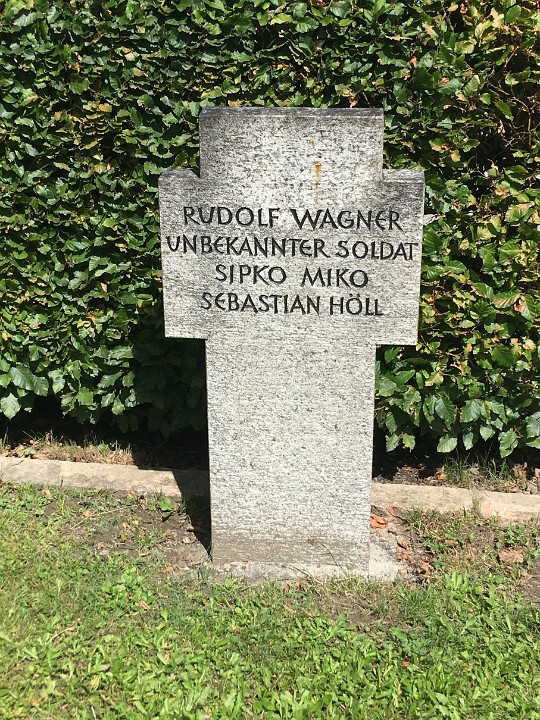 RUDOLF WAGNER
UNBEKANNTER SOLDAT
SIPKO MIKO
SEBASTIAN HÖLL